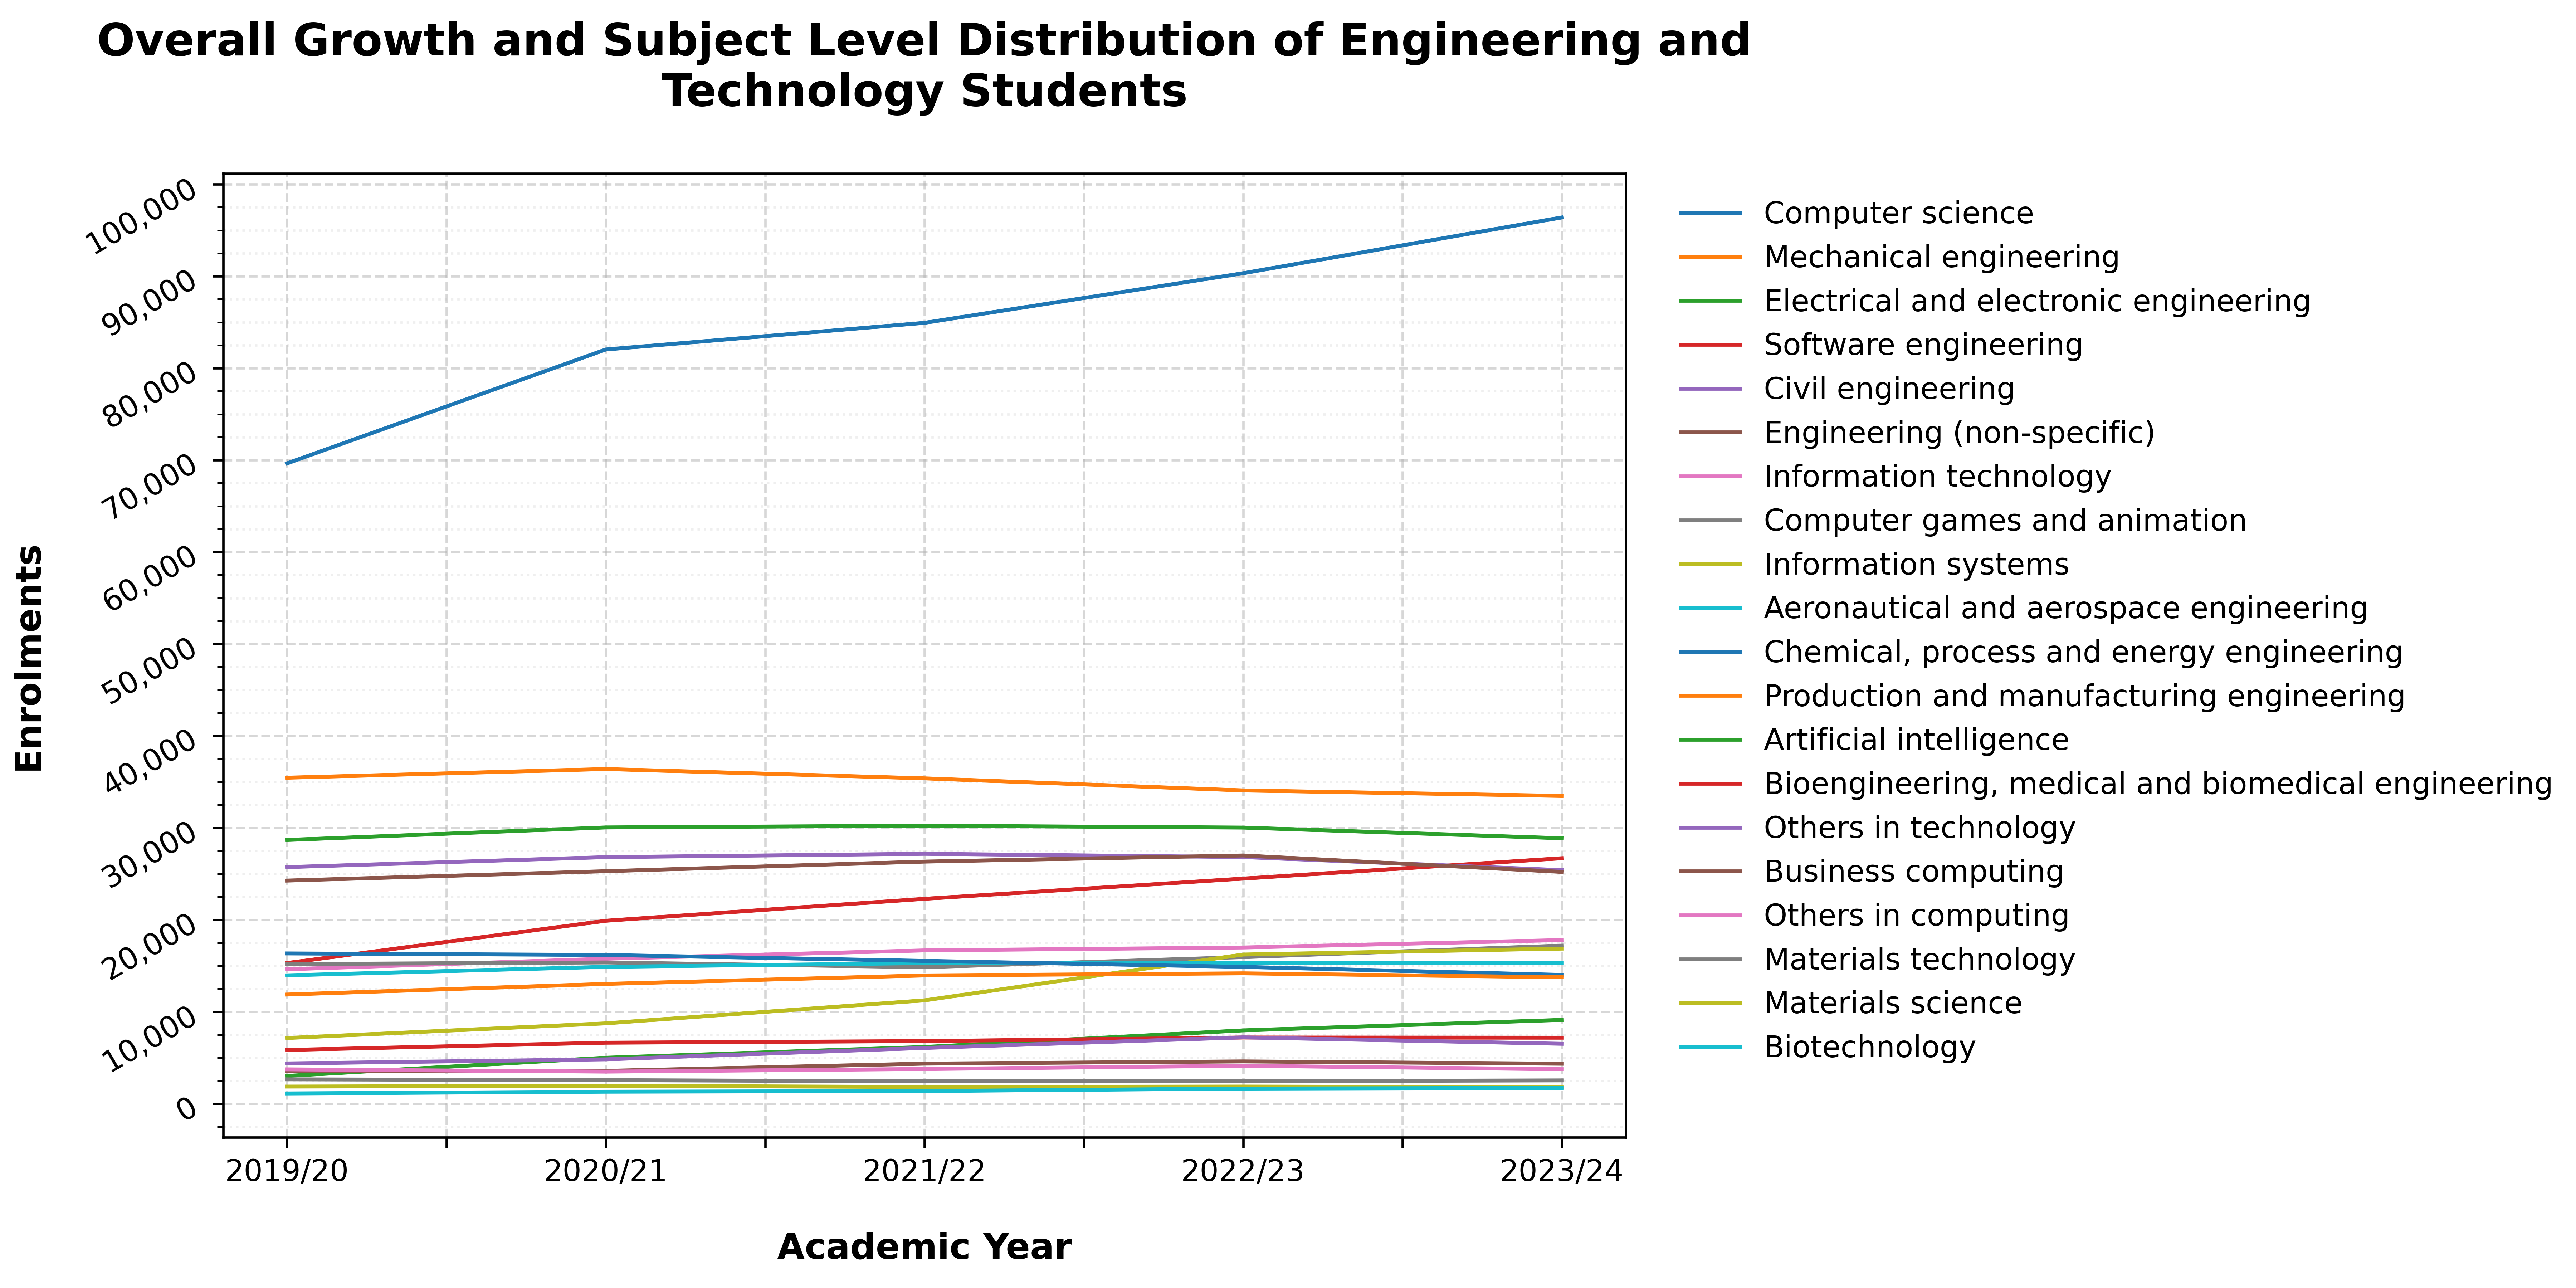 Overall Growth and Subject Level Distribution of Engineering and
Technology Students
Enrolments
100,000
90,000
80,000
70,000
60,000
50,000
40,000
30,000
20,000
10,000
0
2019/20
2020/21
2021/22
2022/23
2023/24
Academic Year
Computer science
Mechanical engineering
Electrical and electronic engineering
Software engineering
Civil engineering
Engineering (non-specific)
Information technology
Computer games and animation
Information systems
Aeronautical and aerospace engineering
Chemical, process and energy engineering
Production and manufacturing engineering
Artificial intelligence
Bioengineering, medical and biomedical engineering
Others in technology
Business computing
Others in computing
Materials technology
Materials science
Biotechnology